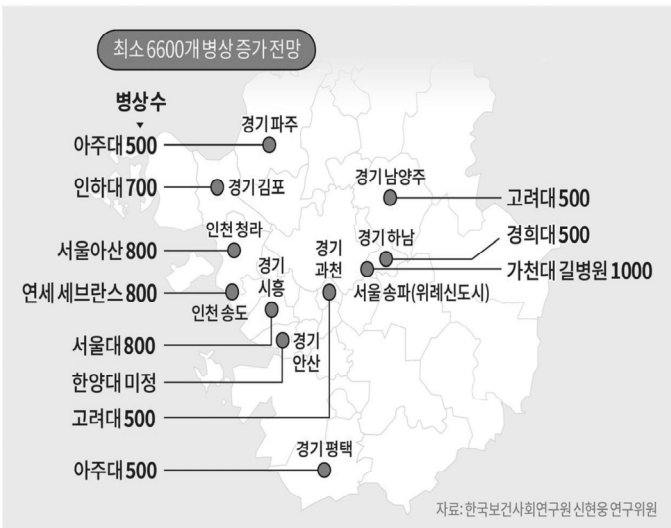 최소 6600개 병상 증가 전망
병상 수
아주대 500
경기 파주
인하대 700
경기 김포
경기 남양주
고려대 500
인천 청라
서울아산 800
경기
과천
경기 하남
경희대 500
가천대 길병원 1000
서울 송파(위례신도시)
연세 세브란스 800
인천 송도
경기
시흥
서울대 800
경기
안산
한양대 미정
고려대 500
경기 평택
아주대 500
자료: 한국보건사회연구원 신현웅 연구위원